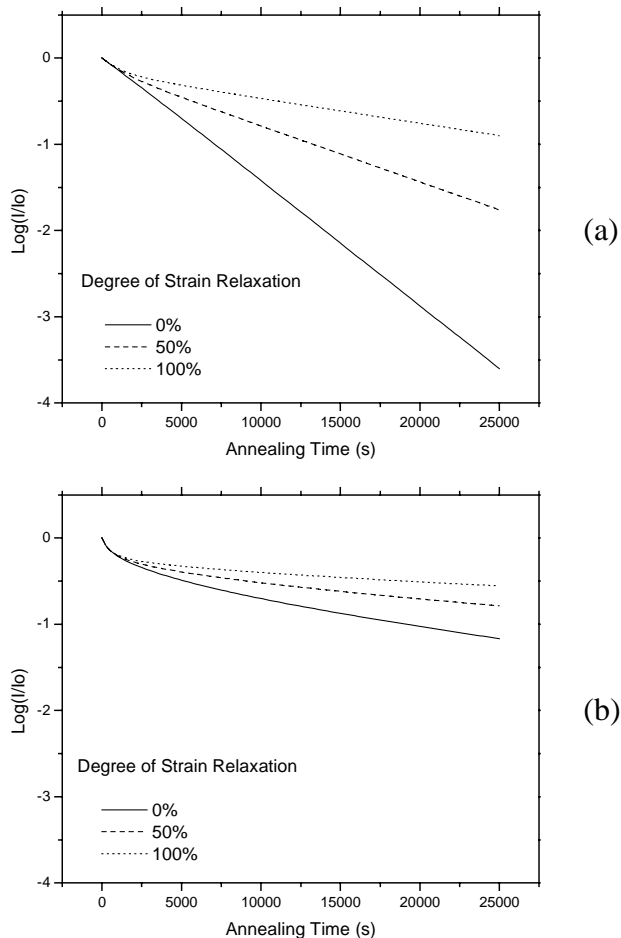 0
-1
-2
-3
-4
Log(I/Io)
Degree of Strain Relaxation
0%
50%
100%
0 5000 10000 15000 20000 25000
Annealing Time (s)
(a)
0
-1
-2
-3
-4
Log(I/Io)
Degree of Strain Relaxation
0%
50%
100%
0 5000 10000 15000 20000 25000
Annealing Time (s)
(b)